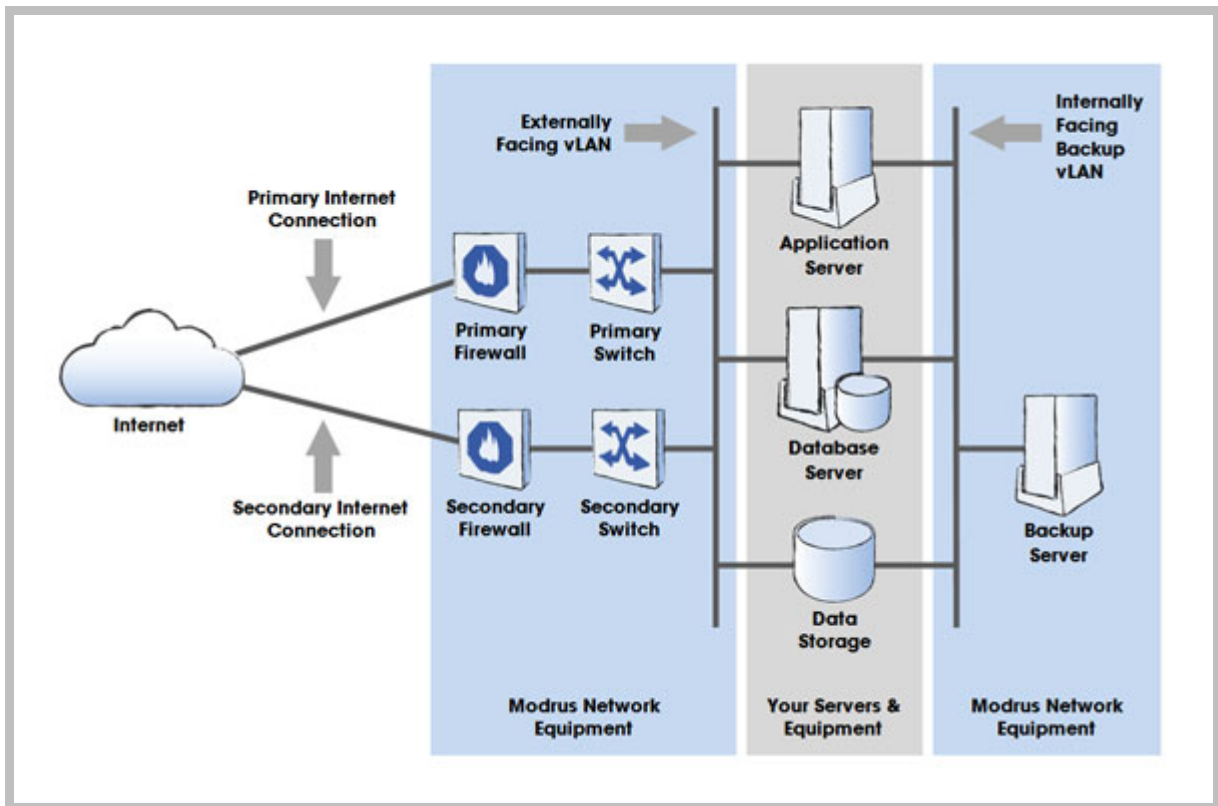 Externally
Facing vLAN
Internally
Facing
Backup
vLAN
Primary Internet
Connection
Application
Server
Primary
Firewall
Primary
Switch
Internet
Database
Server
Secondary Internet
Connection
Secondary
Firewall
Secondary
Switch
Backup
Server
Data
Storage
Modrus Network
Equipment
Your Servers &
Equipment
Modrus Network
Equipment